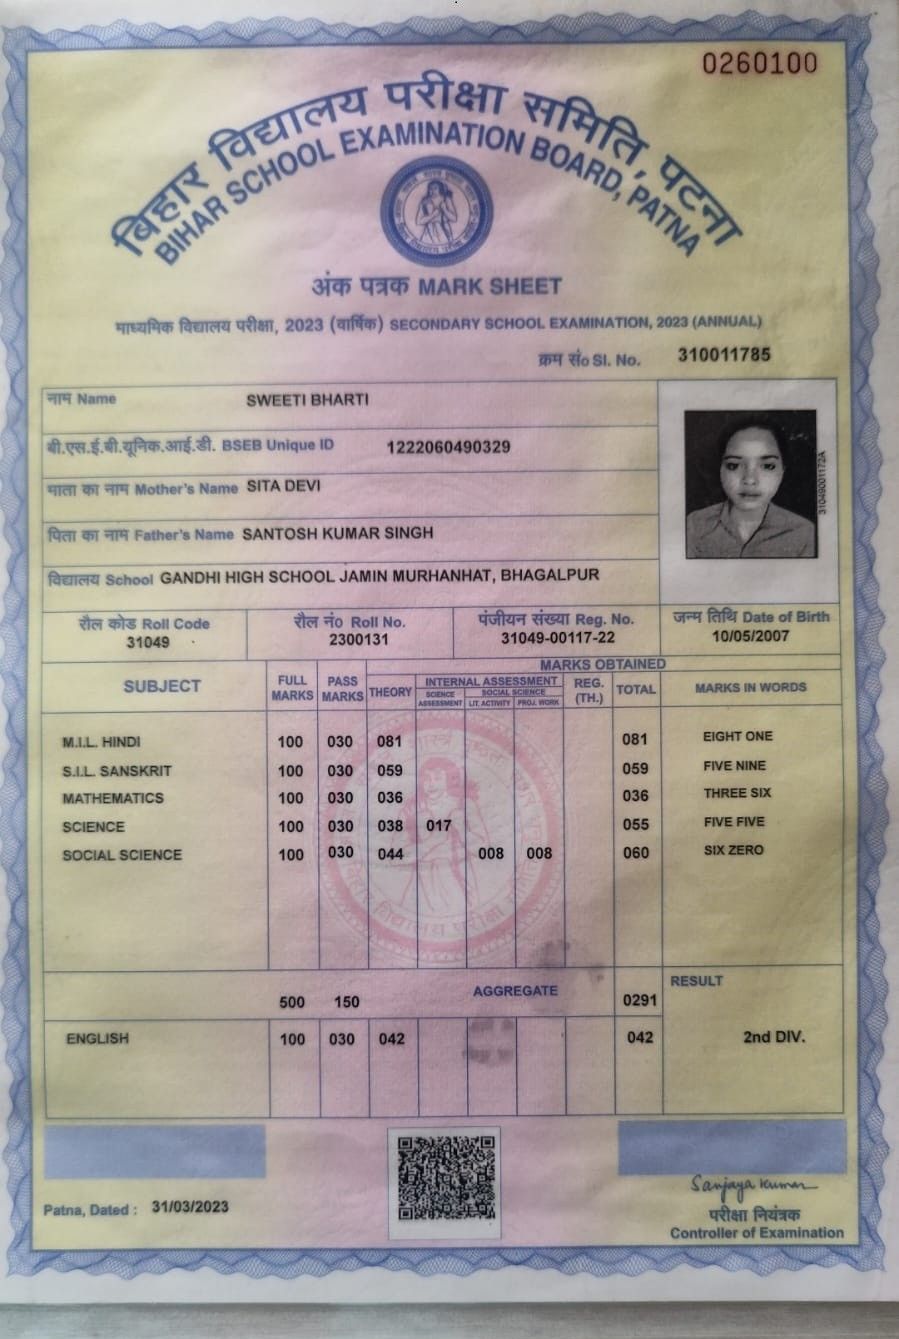 0260100
बिहार विद्यालय परीक्षा समिति, पटना
BIHAR SCHOOL EXAMINATION BOARD, PATNA
अंक पत्रक MARK SHEET
माध्यमिक विद्यालय परीक्षा, 2023 (वार्षिक) SECONDARY SCHOOL EXAMINATION, 2023 (ANNUAL)
क्रम सं० Sl. No. 310011785
नाम Name SWEETI BHARTI
बी.एस.ई.बी.यूनिक.आई.डी. BSEB Unique ID 1222060490329
माता का नाम Mother's Name SITA DEVI
पिता का नाम Father's Name SANTOSH KUMAR SINGH
विद्यालय School GANDHI HIGH SCHOOL JAMIN MURHANHAT, BHAGALPUR
31049001172A
रौल कोड Roll Code रौल नं० Roll No. पंजीयन संख्या Reg. No. जन्म तिथि Date of Birth
31049 2300131 31049-00117-22 10/05/2007
MARKS OBTAINED
SUBJECT FULL MARKS PASS MARKS THEORY INTERNAL ASSESSMENT REG. (TH.) TOTAL MARKS IN WORDS
SCIENCE ASSESSMENT SOCIAL SCIENCE LIT. ACTIVITY PROJ. WORK
M.I.L. HINDI 100 030 081 081 EIGHT ONE
S.I.L. SANSKRIT 100 030 059 059 FIVE NINE
MATHEMATICS 100 030 036 036 THREE SIX
SCIENCE 100 030 038 017 055 FIVE FIVE
SOCIAL SCIENCE 100 030 044 008 008 060 SIX ZERO
500 150 AGGREGATE 0291 RESULT
ENGLISH 100 030 042 042 2nd DIV.
Patna, Dated : 31/03/2023
Sanjaya Kumar
परीक्षा नियंत्रक
Controller of Examination